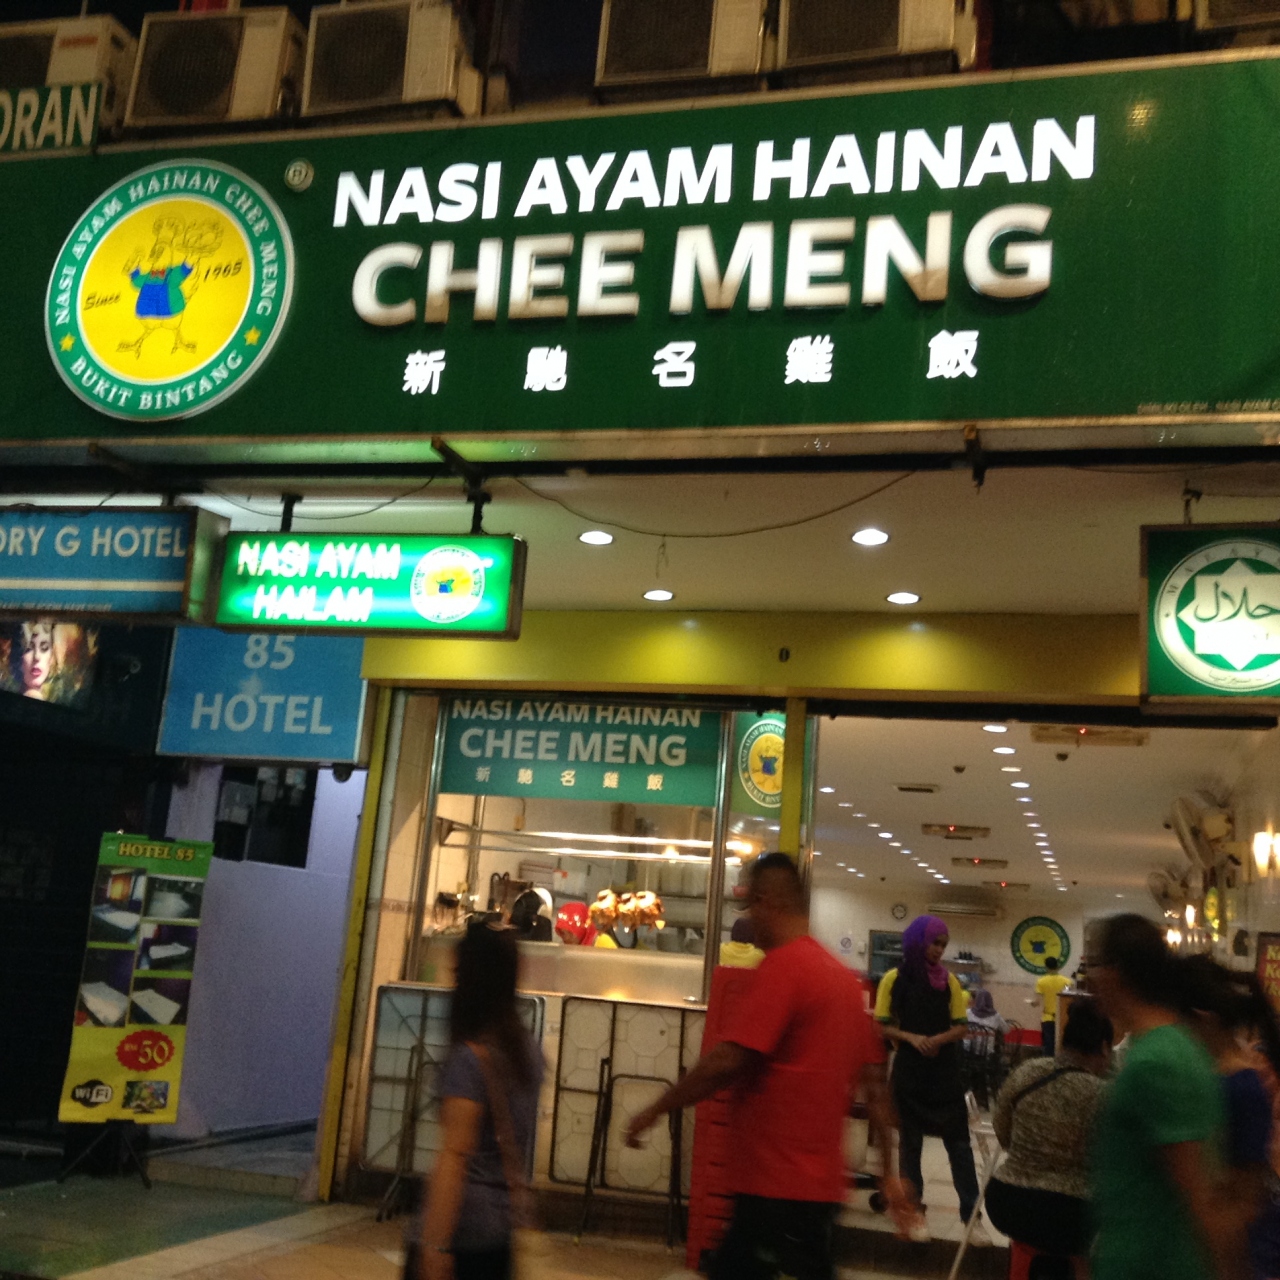 DRAN
NASI AYAM HAINAN CHEE MENG
Since 1965
BUKIT BINTANG
®
NASI AYAM HAINAN
CHEE MENG
新 馳 名 雞 飯
ORY G HOTEL
NASI AYAM
HAILAM
حلال
85
HOTEL
NASI AYAM HAINAN
CHEE MENG
新 馳 名 雞 飯
HOTEL 85
RM 50
WiFi